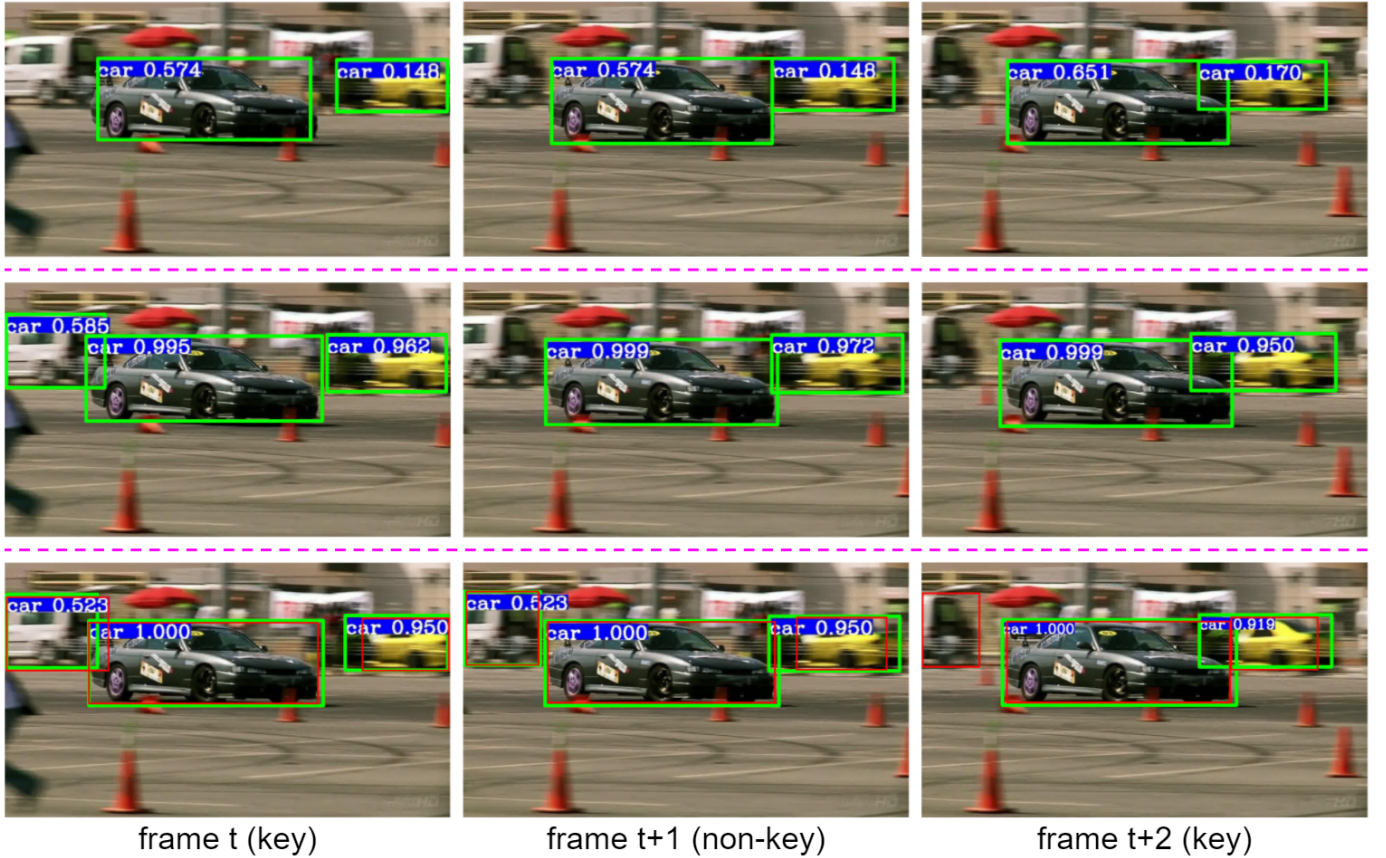 car 0.574
car 0.148
car 0.574
car 0.148
car 0.651
car 0.170
HD
car 0.585
car 0.995
car 0.962
car 0.999
car 0.972
car 0.999
car 0.950
HD
car 0.523
car 1.000
car 0.950
car 0.523
car 1.000
car 0.950
car 1.000
car 0.919
HD
frame t (key)
frame t+1 (non-key)
frame t+2 (key)